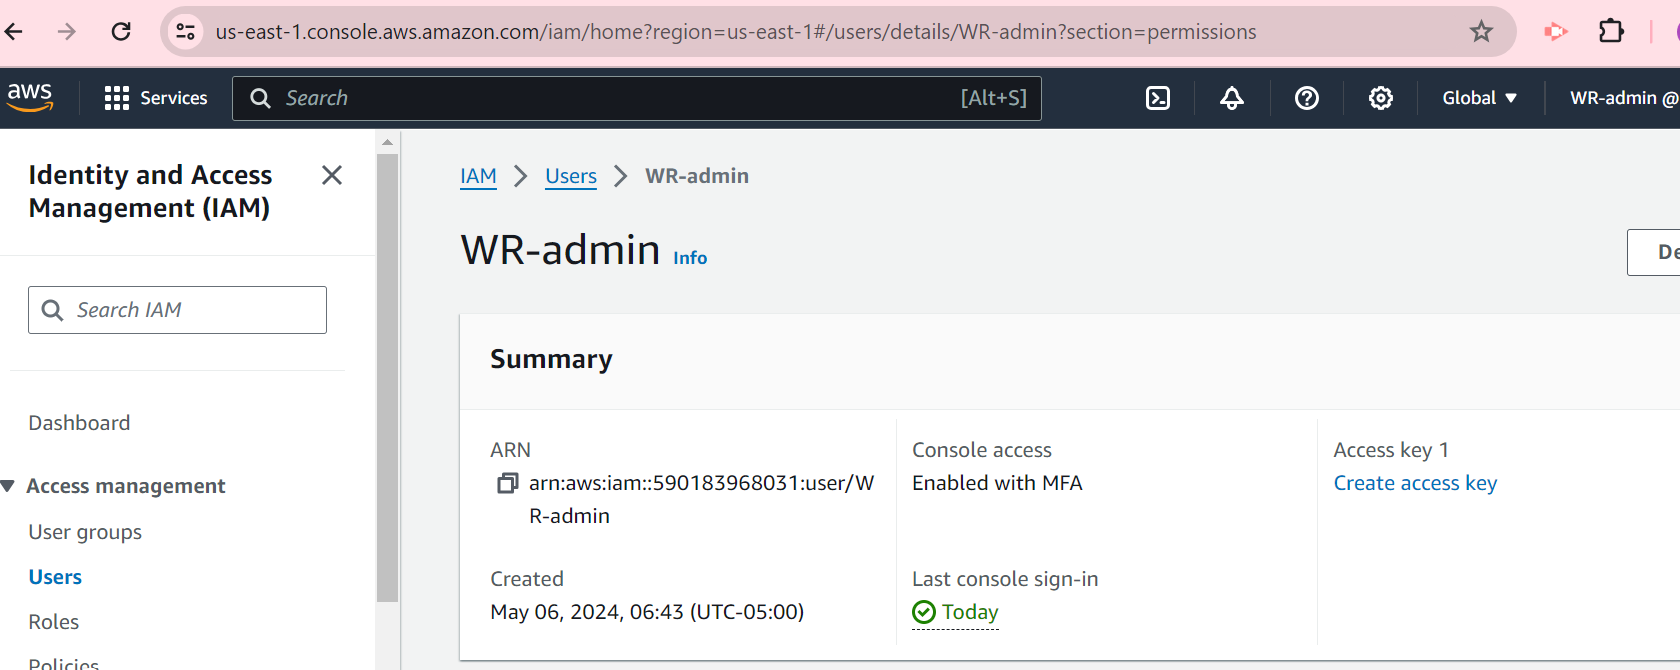 us-east-1.console.aws.amazon.com/iam/home?region=us-east-1#/users/details/WR-admin?section=permissions
aws
Services
Search
[Alt+S]
Global
WR-admin @
Identity and Access
Management (IAM)
Search IAM
Dashboard
Access management
User groups
Users
Roles
Policies
IAM
Users
WR-admin
WR-admin Info
De
Summary
ARN
arn:aws:iam::590183968031:user/W
R-admin
Console access
Enabled with MFA
Access key 1
Create access key
Created
May 06, 2024, 06:43 (UTC-05:00)
Last console sign-in
Today